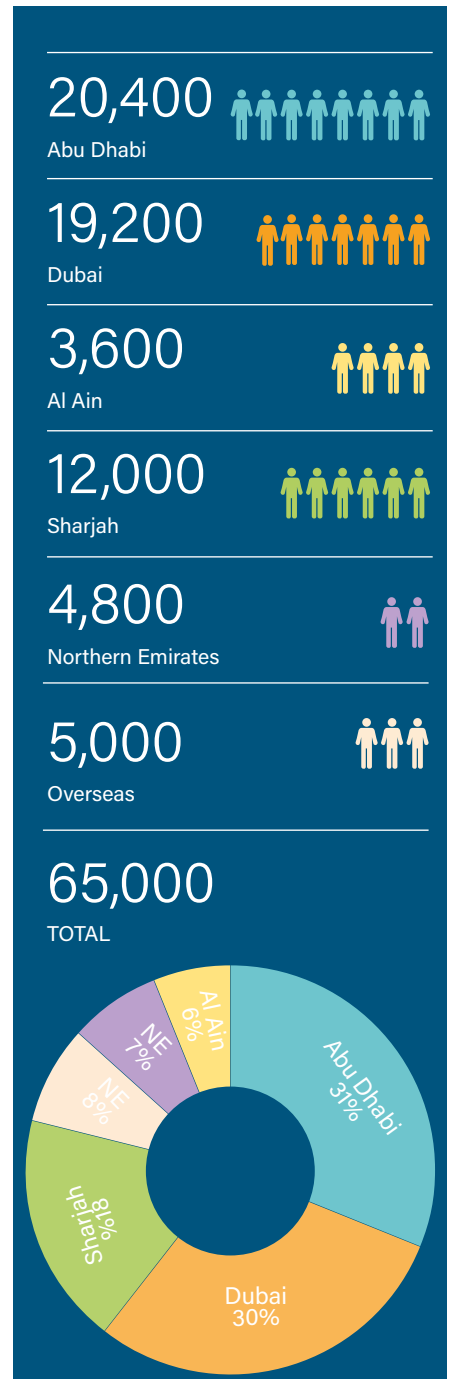 20,400
Abu Dhabi
19,200
Dubai
3,600
Al Ain
12,000
Sharjah
4,800
Northern Emirates
5,000
Overseas
65,000
TOTAL
Al Ain
6%
NE
7%
NE
8%
Abu Dhabi
31%
Sharjah
%18
Dubai
30%